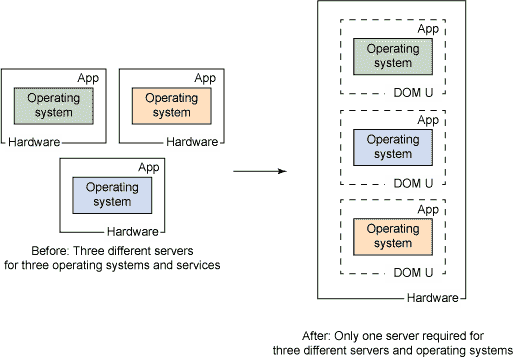 App
Operating
system
Hardware
App
Operating
system
Hardware
App
Operating
system
Hardware
Before: Three different servers
for three operating systems and services
App
Operating
system
DOM U
App
Operating
system
DOM U
App
Operating
system
DOM U
Hardware
After: Only one server required for
three different servers and operating systems